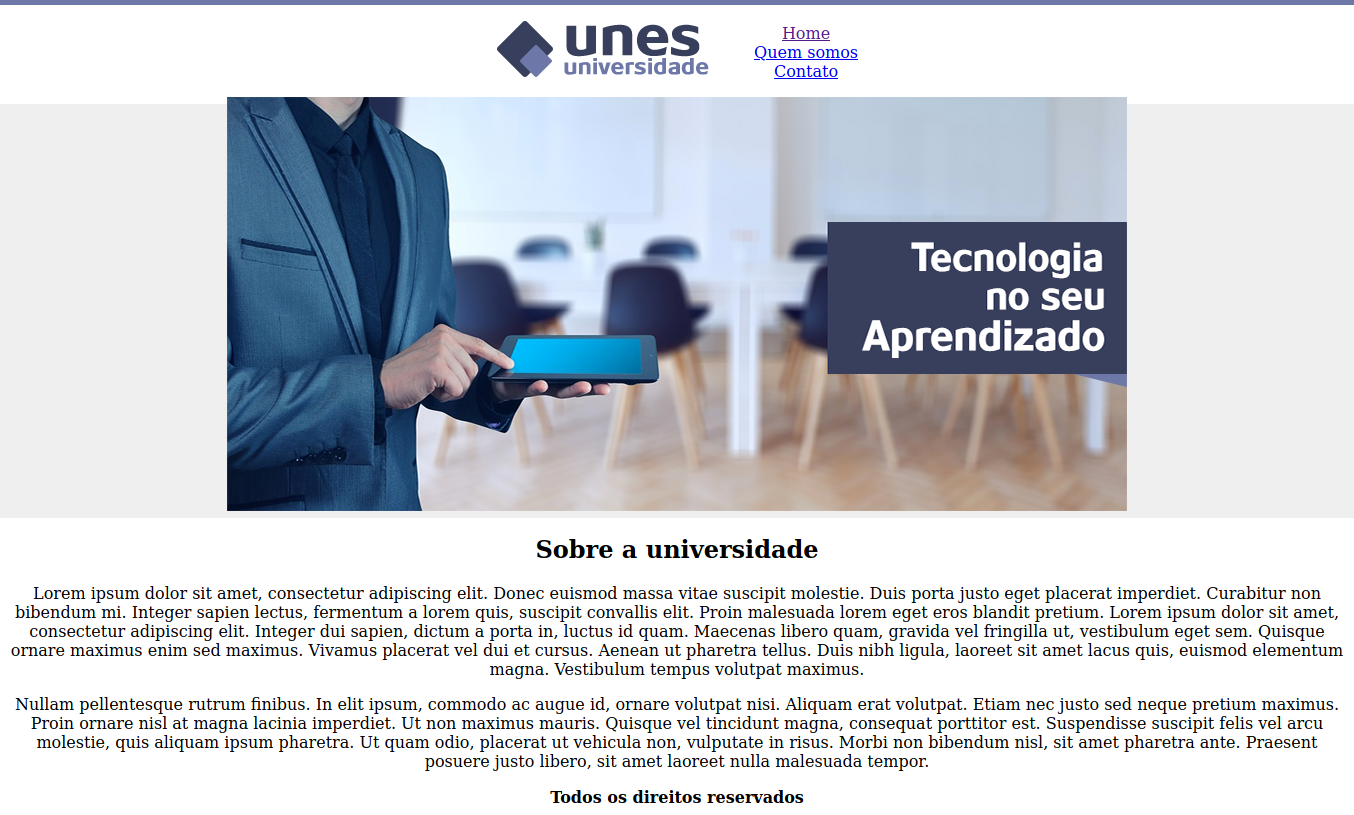 unes
universidade
Home
Quem somos
Contato
Tecnologia
no seu
Aprendizado
Sobre a universidade
Lorem ipsum dolor sit amet, consectetur adipiscing elit. Donec euismod massa vitae suscipit molestie. Duis porta justo eget placerat imperdiet. Curabitur non
bibendum mi. Integer sapien lectus, fermentum a lorem quis, suscipit convallis elit. Proin malesuada lorem eget eros blandit pretium. Lorem ipsum dolor sit amet,
consectetur adipiscing elit. Integer dui sapien, dictum a porta in, luctus id quam. Maecenas libero quam, gravida vel fringilla ut, vestibulum eget sem. Quisque
ornare maximus enim sed maximus. Vivamus placerat vel dui et cursus. Aenean ut pharetra tellus. Duis nibh ligula, laoreet sit amet lacus quis, euismod elementum
magna. Vestibulum tempus volutpat maximus.
Nullam pellentesque rutrum finibus. In elit ipsum, commodo ac augue id, ornare volutpat nisi. Aliquam erat volutpat. Etiam nec justo sed neque pretium maximus.
Proin ornare nisl at magna lacinia imperdiet. Ut non maximus mauris. Quisque vel tincidunt magna, consequat porttitor est. Suspendisse suscipit felis vel arcu
molestie, quis aliquam ipsum pharetra. Ut quam odio, placerat ut vehicula non, vulputate in risus. Morbi non bibendum nisl, sit amet pharetra ante. Praesent
posuere justo libero, sit amet laoreet nulla malesuada tempor.
Todos os direitos reservados